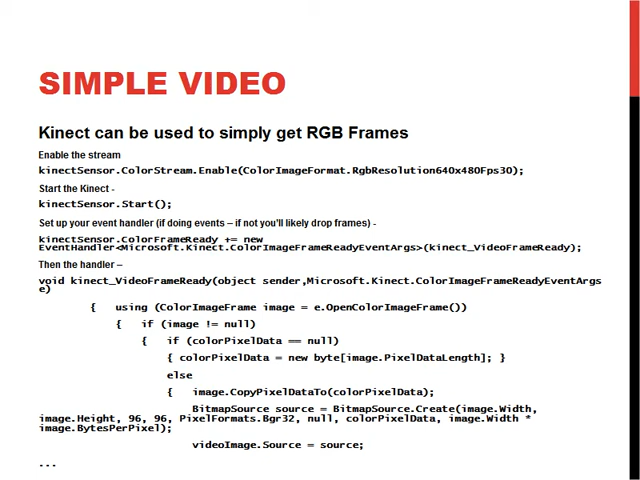 SIMPLE VIDEO
Kinect can be used to simply get RGB Frames
Enable the stream
kinectSensor.ColorStream.Enable(ColorImageFormat.RgbResolution640x480Fps30);
Start the Kinect -
kinectSensor.Start();
Set up your event handler (if doing events – if not you'll likely drop frames) -
kinectSensor.ColorFrameReady += new
EventHandler<Microsoft.Kinect.ColorImageFrameReadyEventArgs>(kinect_VideoFrameReady);
Then the handler –
void kinect_VideoFrameReady(object sender,Microsoft.Kinect.ColorImageFrameReadyEventArgs
e)
{ using (ColorImageFrame image = e.OpenColorImageFrame())
{ if (image != null)
{ if (colorPixelData == null)
{ colorPixelData = new byte[image.PixelDataLength]; }
else
{ image.CopyPixelDataTo(colorPixelData);
BitmapSource source = BitmapSource.Create(image.Width,
image.Height, 96, 96, PixelFormats.Bgr32, null, colorPixelData, image.Width *
image.BytesPerPixel);
videoImage.Source = source;
...